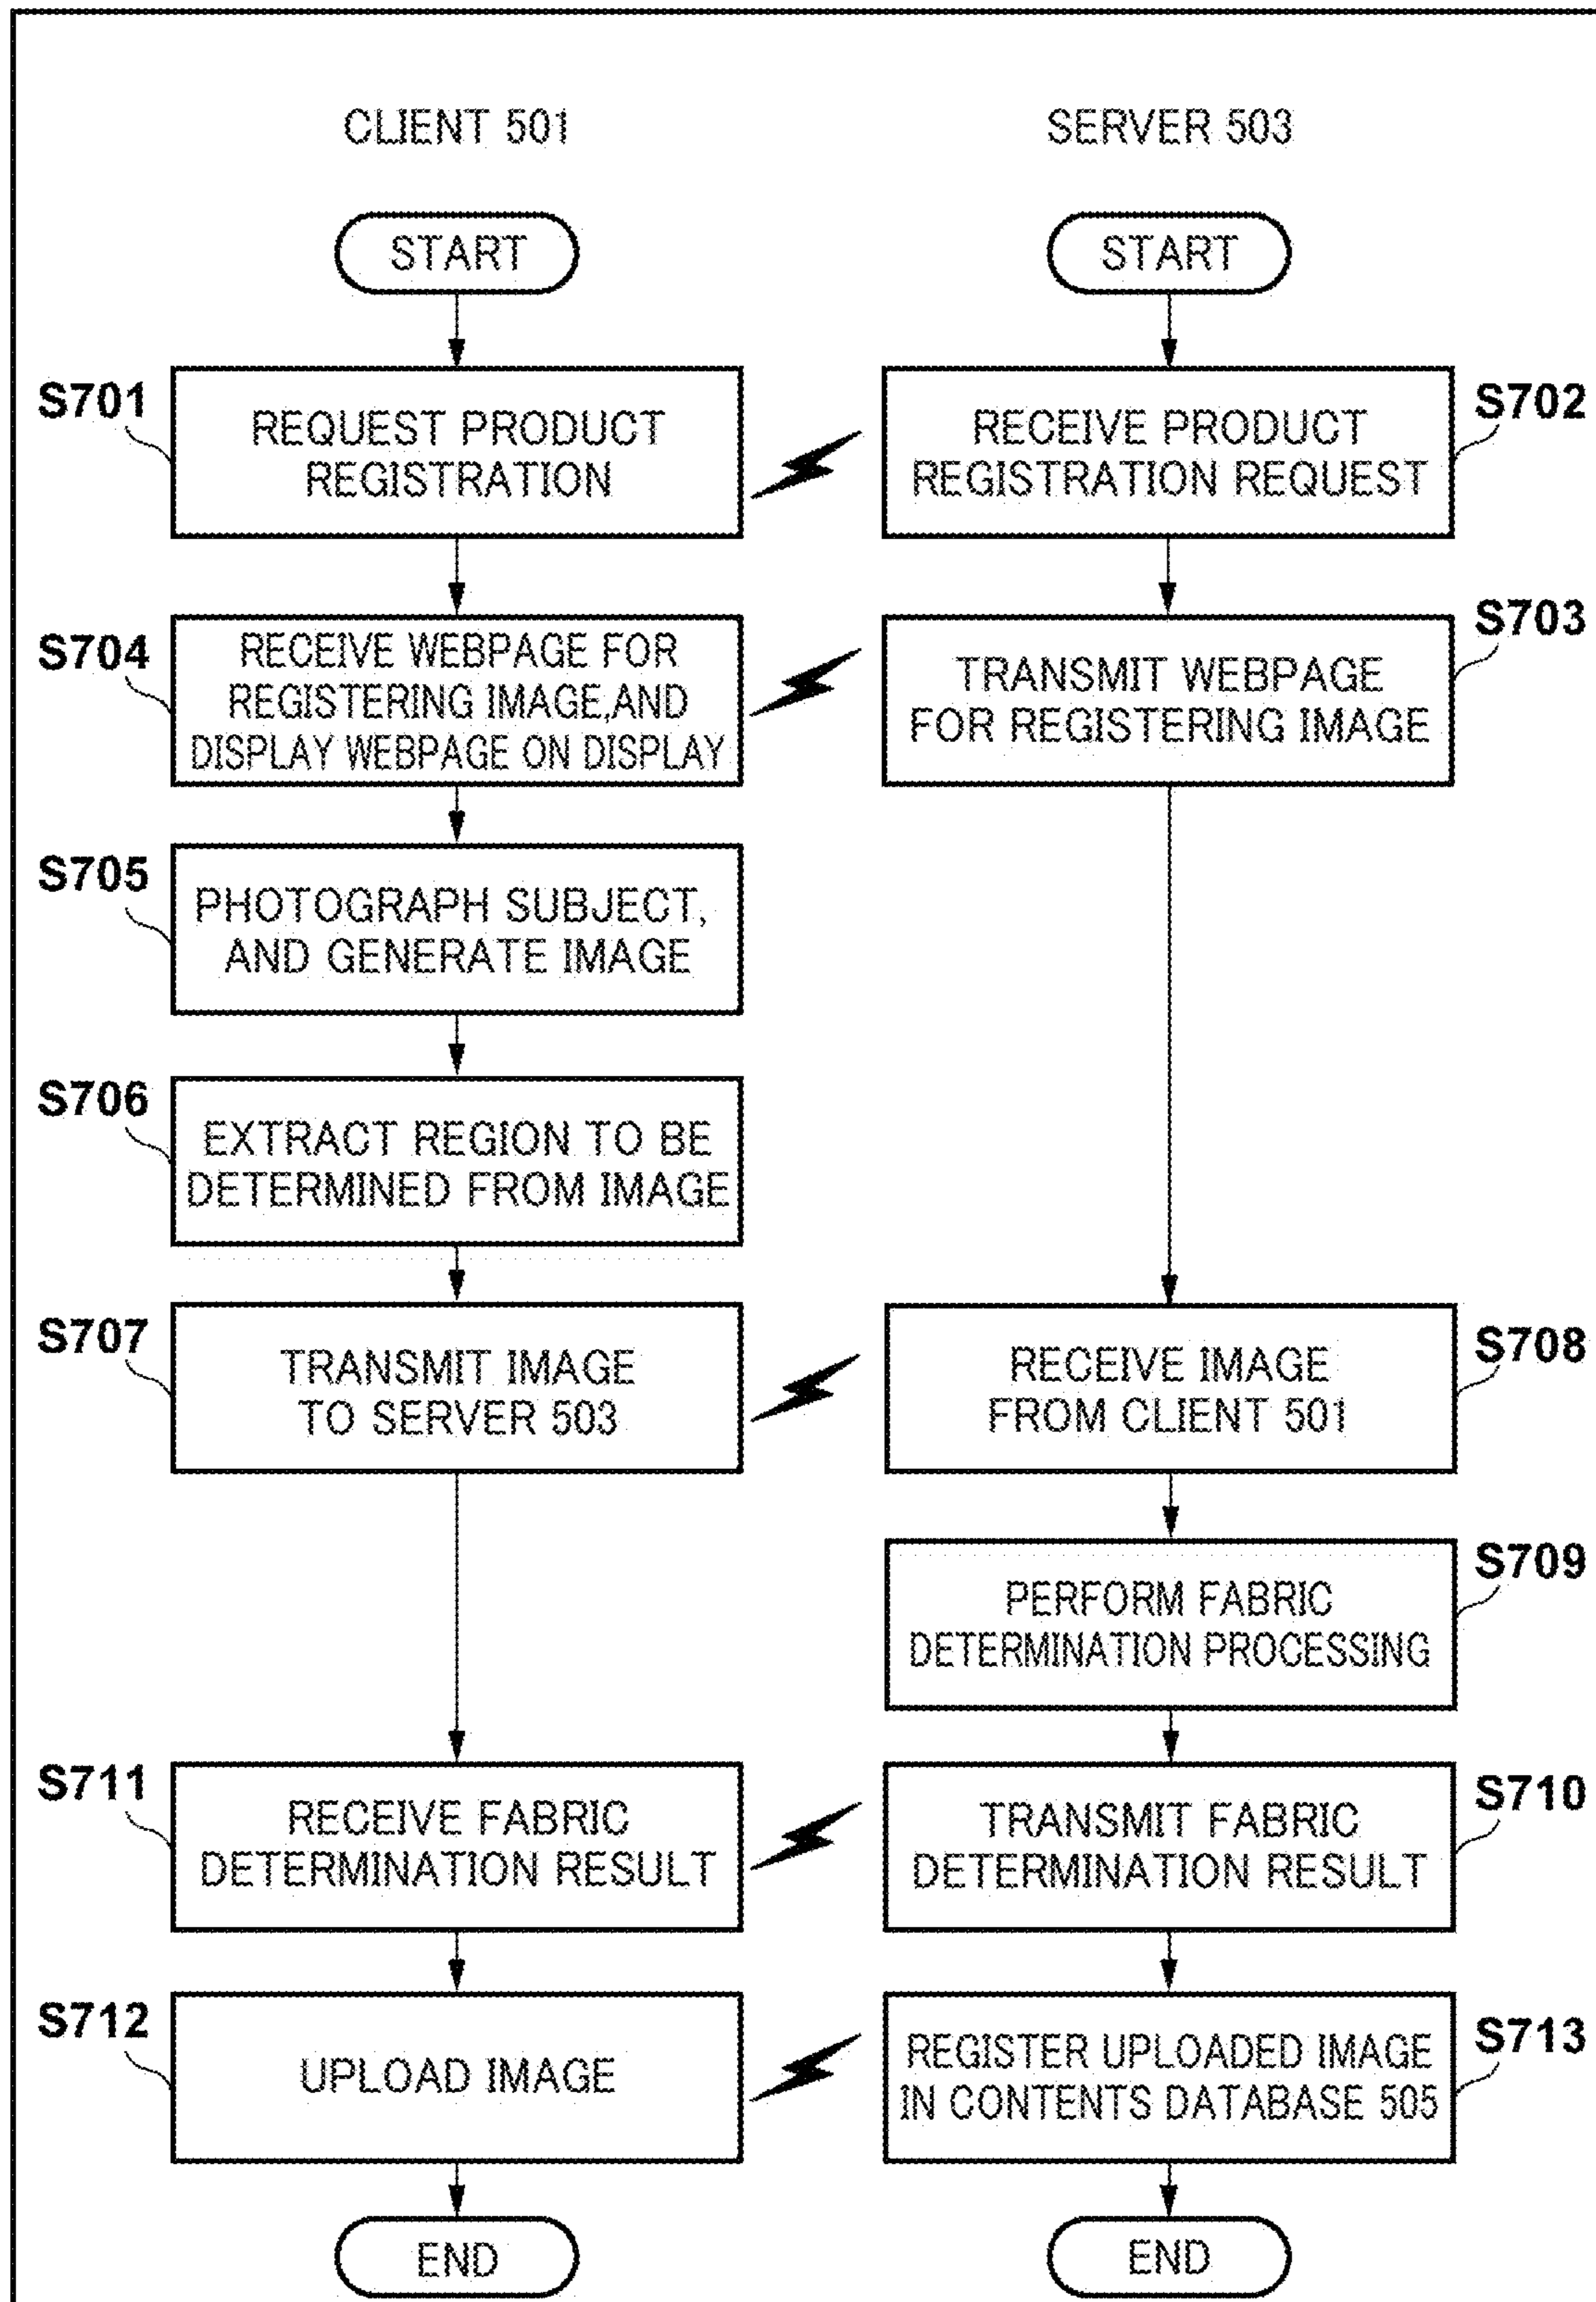 CLIENT 501
SERVER 503
START
START
S701
REQUEST PRODUCT
REGISTRATION
S702
RECEIVE PRODUCT
REGISTRATION REQUEST
S704
RECEIVE WEBPAGE FOR
REGISTERING IMAGE,AND
DISPLAY WEBPAGE ON DISPLAY
S703
TRANSMIT WEBPAGE
FOR REGISTERING IMAGE
S705
PHOTOGRAPH SUBJECT,
AND GENERATE IMAGE
S706
EXTRACT REGION TO BE
DETERMINED FROM IMAGE
S707
TRANSMIT IMAGE
TO SERVER 503
S708
RECEIVE IMAGE
FROM CLIENT 501
S709
PERFORM FABRIC
DETERMINATION PROCESSING
S711
RECEIVE FABRIC
DETERMINATION RESULT
S710
TRANSMIT FABRIC
DETERMINATION RESULT
S712
UPLOAD IMAGE
S713
REGISTER UPLOADED IMAGE
IN CONTENTS DATABASE 505
END
END